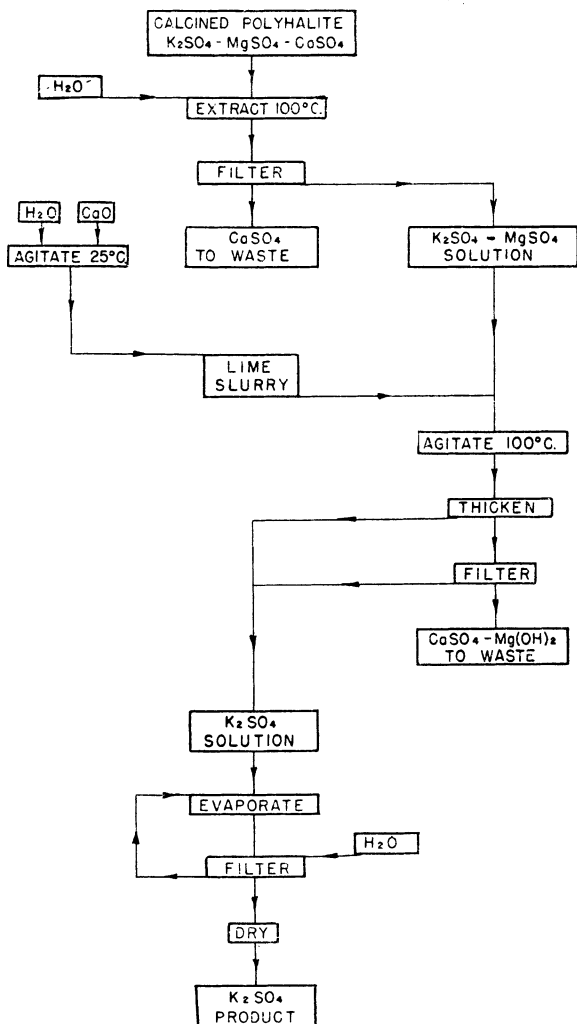 CALCINED POLYHALITE
K₂SO₄-MgSO₄-CaSO₄
H₂O
EXTRACT 100°C.
FILTER
H₂O
CaO
CaSO₄
TO WASTE
K₂SO₄-MgSO₄
SOLUTION
AGITATE 25°C.
LIME
SLURRY
AGITATE 100°C.
THICKEN
FILTER
CaSO₄-Mg(OH)₂
TO WASTE
K₂SO₄
SOLUTION
EVAPORATE
H₂O
FILTER
DRY
K₂SO₄
PRODUCT